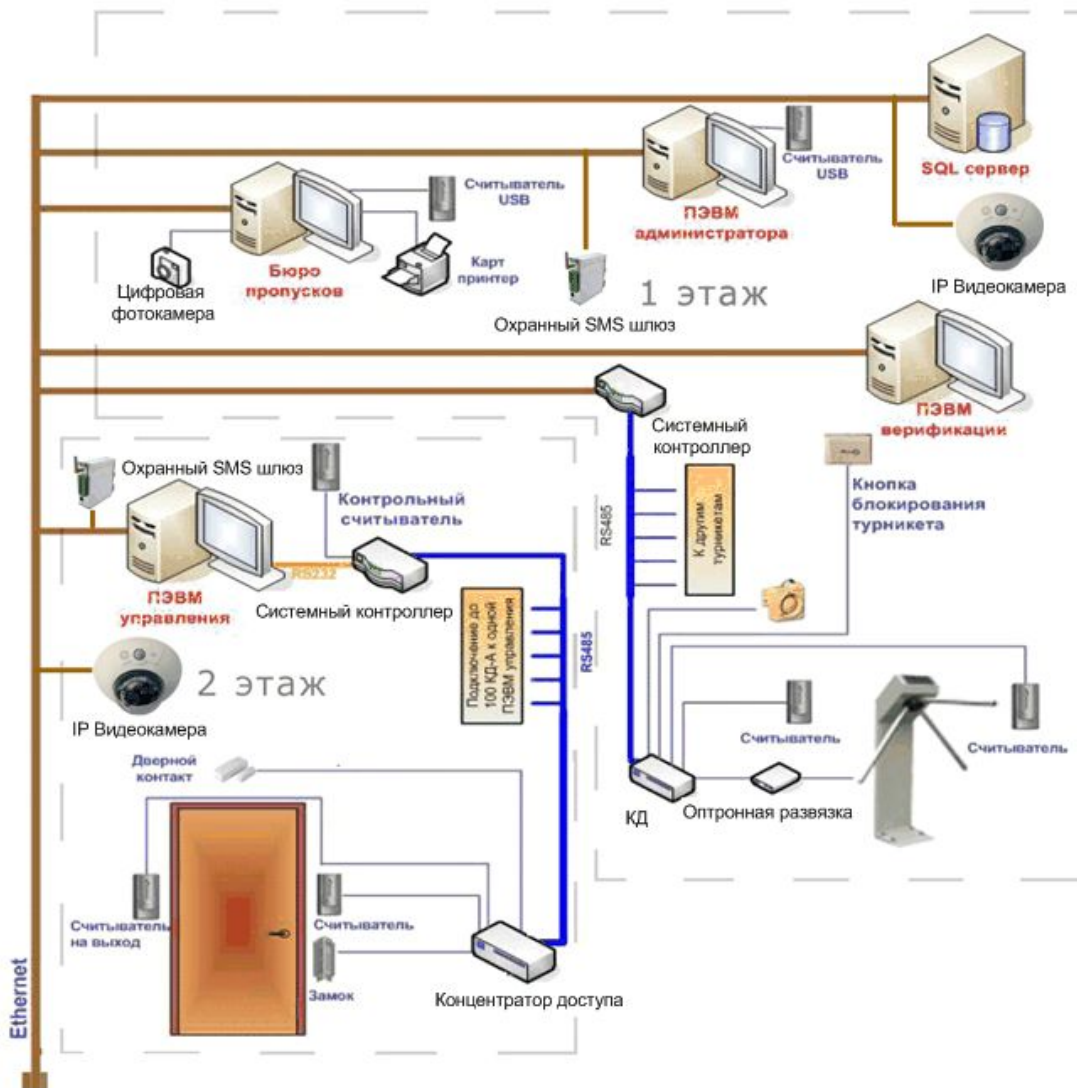 SQL сервер
Считыватель
USB
ПЭВМ
администратора
Считыватель
USB
Бюро
пропусков
Карт
принтер
Цифровая
фотокамера
1 этаж
Охранный SMS шлюз
IP Видеокамера
ПЭВМ
верификации
Системный
контроллер
Кнопка
блокирования
турникета
RS485
К другим
турникетам
Охранный SMS шлюз
Контрольный
считыватель
RS232
ПЭВМ
управления
Системный контроллер
Подключение до
100 КД-А к одной
ПЭВМ управления
RS485
2 этаж
IP Видеокамера
Считыватель
Считыватель
КД
Оптронная развязка
Дверной
контакт
Считыватель
на выход
Считыватель
Замок
Концентратор доступа
Ethernet